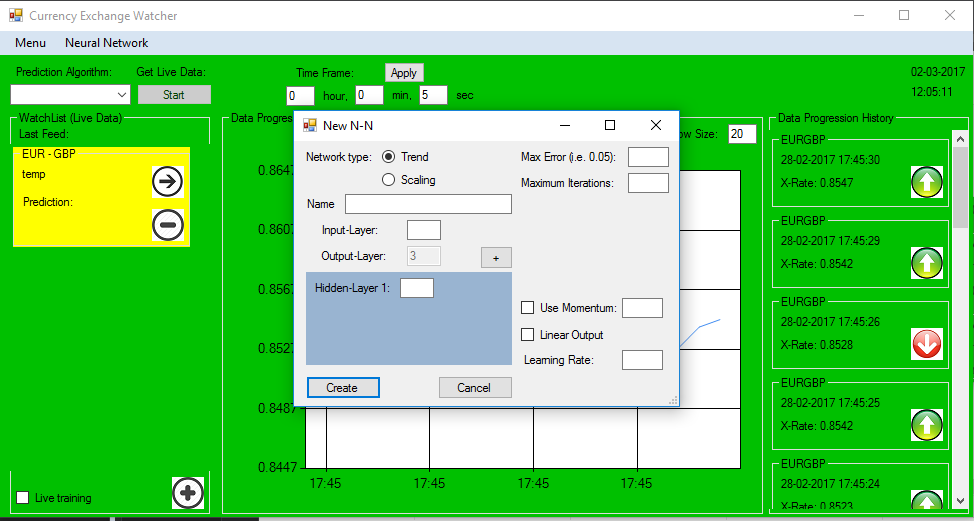 Currency Exchange Watcher
Menu Neural Network
Prediction Algorithm: Get Live Data:
Start
Time Frame: Apply
0 hour, 0 min, 5 sec
02-03-2017
12:05:11
WatchList (Live Data)
Last Feed:
EUR - GBP
temp
Prediction:
Live training
Data Progres
ow Size: 20
0.8647
0.8607
0.8567
0.8527
0.8487
0.8447
17:45 17:45 17:45 17:45
New N-N
Network type: Trend
Scaling
Name
Input-Layer:
Output-Layer: 3 +
Hidden-Layer 1:
Max Error (i.e. 0.05):
Maximum Iterations:
Use Momentum:
Linear Output
Learning Rate:
Create Cancel
Data Progression History
EURGBP
28-02-2017 17:45:30
X-Rate: 0.8547
EURGBP
28-02-2017 17:45:29
X-Rate: 0.8542
EURGBP
28-02-2017 17:45:26
X-Rate: 0.8528
EURGBP
28-02-2017 17:45:25
X-Rate: 0.8542
EURGBP
28-02-2017 17:45:24
X-Rate: 0.8523